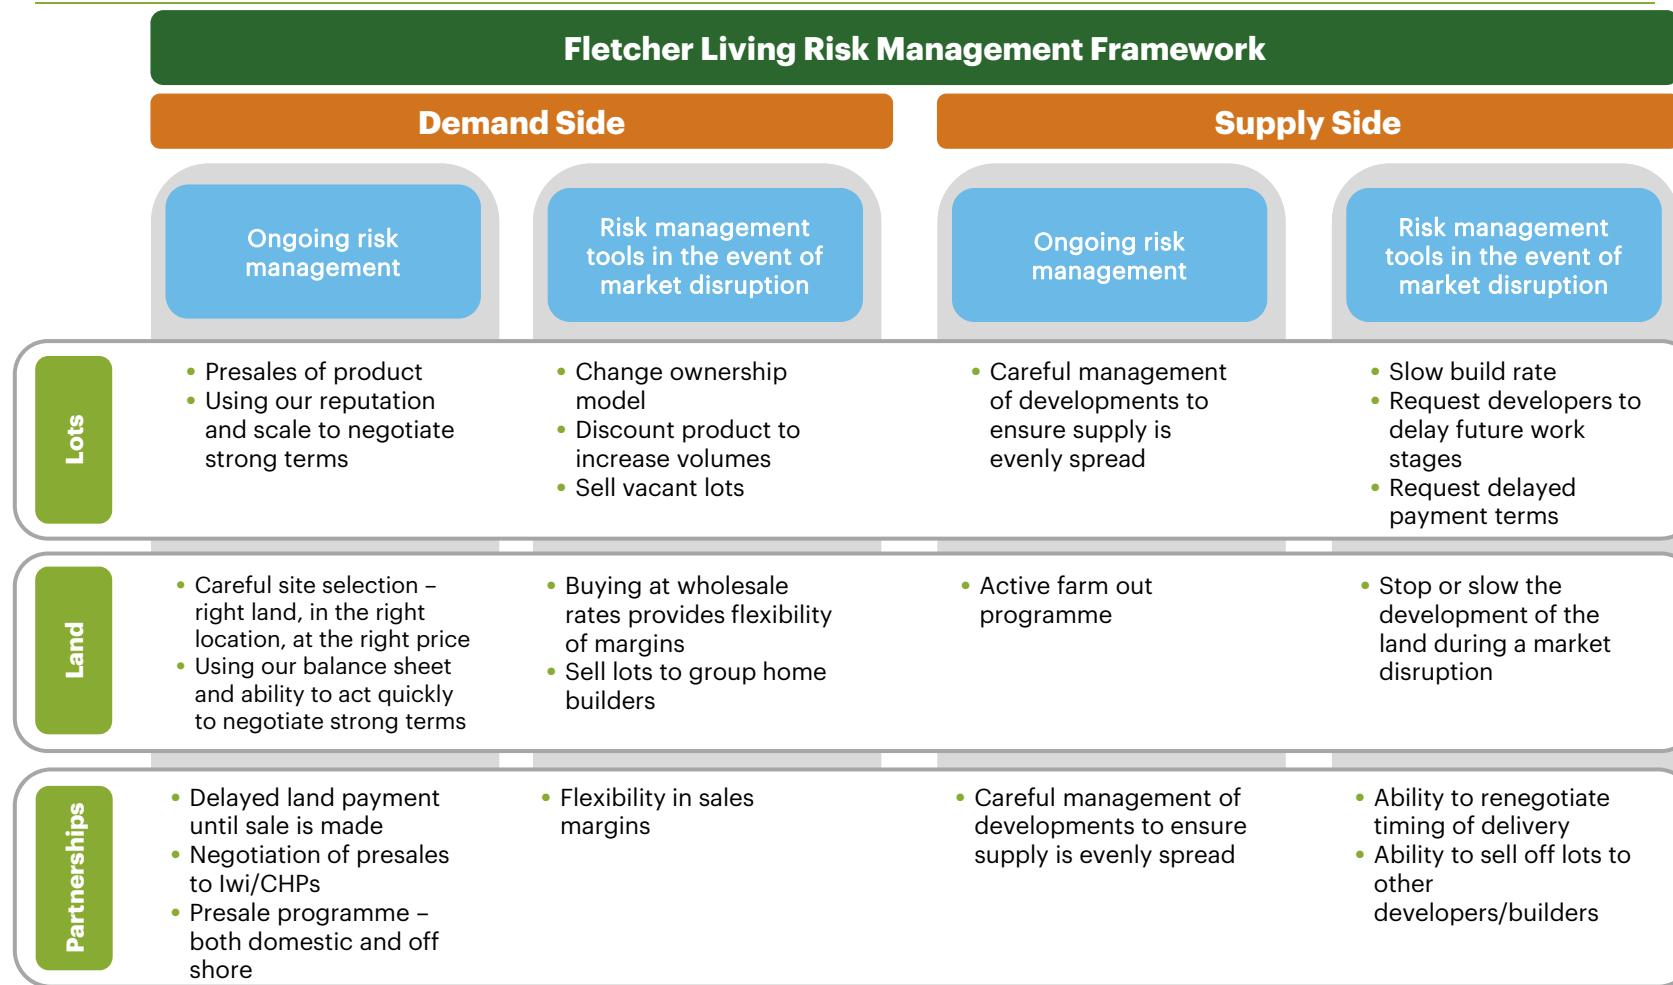 Fletcher Living Risk Management Framework
Demand Side
Supply Side
Ongoing risk
management
Risk management
tools in the event of
market disruption
Ongoing risk
management
Risk management
tools in the event of
market disruption
Lots
• Presales of product
• Using our reputation
and scale to negotiate
strong terms
• Change ownership
model
• Discount product to
increase volumes
• Sell vacant lots
• Careful management
of developments to
ensure supply is
evenly spread
• Slow build rate
• Request developers to
delay future work
stages
• Request delayed
payment terms
Land
• Careful site selection –
right land, in the right
location, at the right price
• Using our balance sheet
and ability to act quickly
to negotiate strong terms
• Buying at wholesale
rates provides flexibility
of margins
• Sell lots to group home
builders
• Active farm out
programme
• Stop or slow the
development of the
land during a market
disruption
Partnerships
• Delayed land payment
until sale is made
• Negotiation of presales
to Iwi/CHPs
• Presale programme –
both domestic and off
shore
• Flexibility in sales
margins
• Careful management of
developments to ensure
supply is evenly spread
• Ability to renegotiate
timing of delivery
• Ability to sell off lots to
other
developers/builders